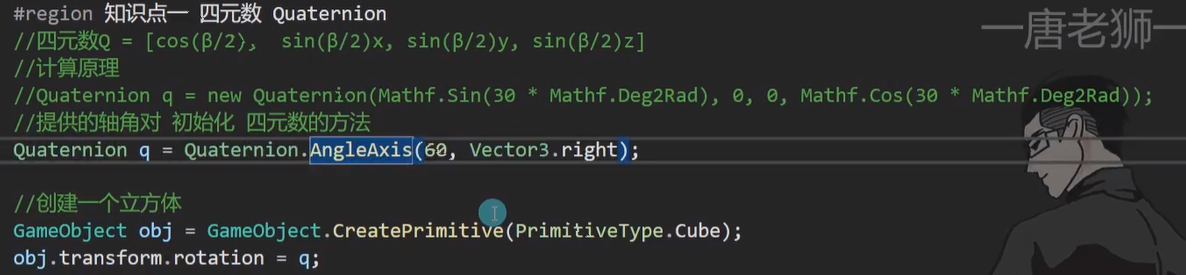 #region 知识点一 四元数 Quaternion
一唐老狮一
//四元数Q = [cos(β/2),  sin(β/2)x, sin(β/2)y, sin(β/2)z]
//计算原理
//Quaternion q = new Quaternion(Mathf.Sin(30 * Mathf.Deg2Rad), 0, 0, Mathf.Cos(30 * Mathf.Deg2Rad));
//提供的轴角对 初始化 四元数的方法
Quaternion q = Quaternion.AngleAxis(60, Vector3.right);
//创建一个立方体
GameObject obj = GameObject.CreatePrimitive(PrimitiveType.Cube);
obj.transform.rotation = q;